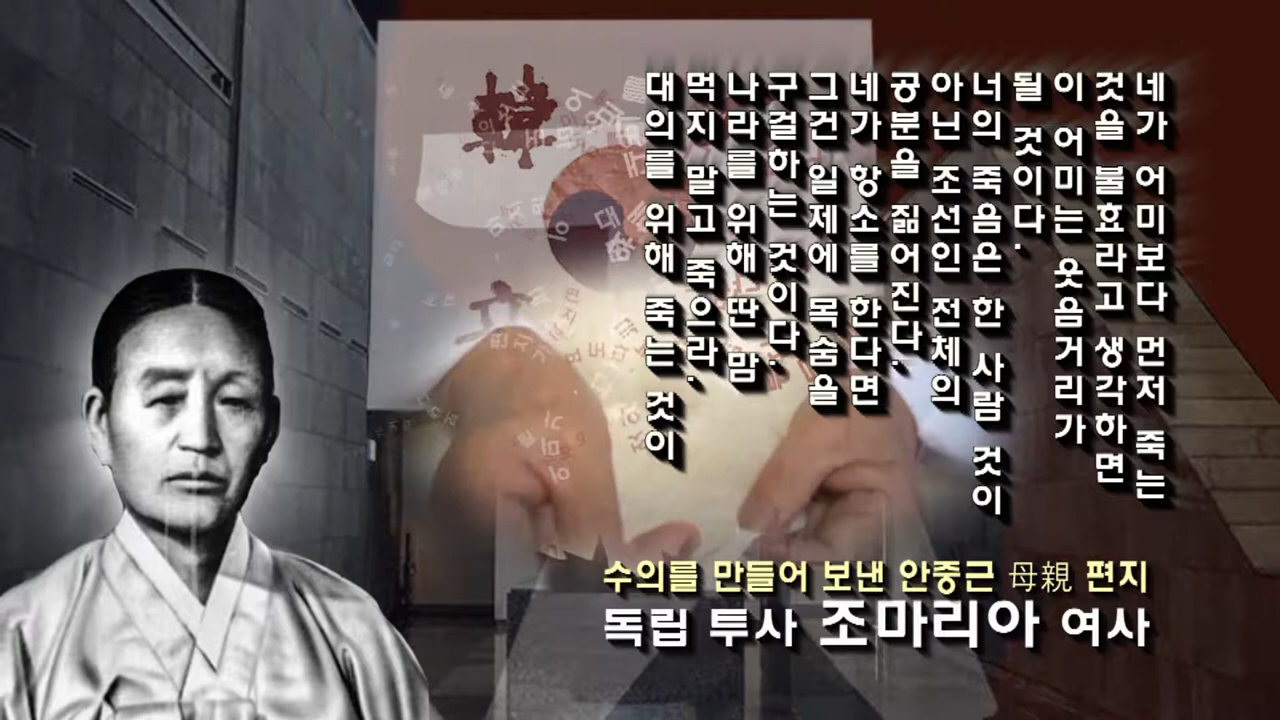 네가 어미보다 먼저 죽는
것을 불효라고 생각하면
이 어미는 웃음거리가
될 것이다.
너의 죽음은 한 사람 것이
아닌 조선인 전체의
공분을 짊어진다.
네가 항소를 한다면
그건 일제에 목숨을
구걸하는 것이다.
나라를 위해 딴 맘
먹지 말고 죽으라.
대의를 위해 죽는 것이
수의를 만들어 보낸 안중근 母親 편지
독립 투사 조마리아 여사